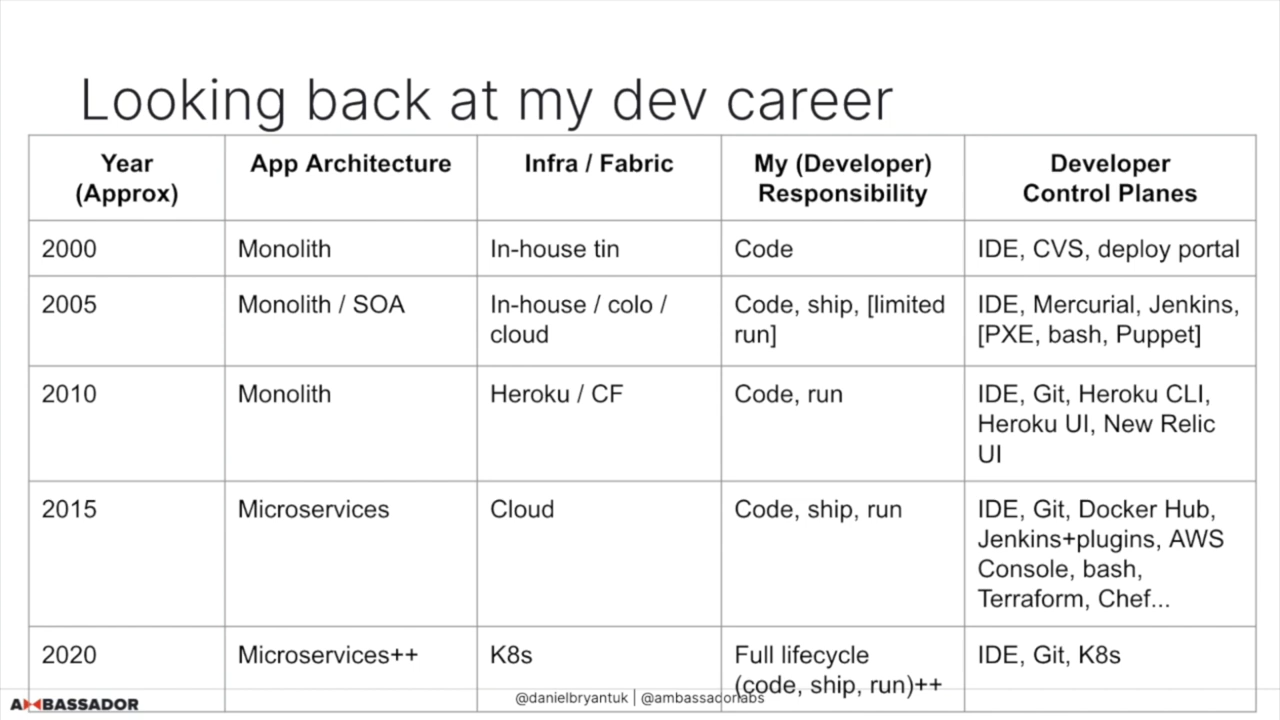 Looking back at my dev career
Year
(Approx)
App Architecture
Infra / Fabric
My (Developer)
Responsibility
Developer
Control Planes
2000
Monolith
In-house tin
Code
IDE, CVS, deploy portal
2005
Monolith / SOA
In-house / colo /
cloud
Code, ship, [limited
run]
IDE, Mercurial, Jenkins,
[PXE, bash, Puppet]
2010
Monolith
Heroku / CF
Code, run
IDE, Git, Heroku CLI,
Heroku UI, New Relic
UI
2015
Microservices
Cloud
Code, ship, run
IDE, Git, Docker Hub,
Jenkins+plugins, AWS
Console, bash,
Terraform, Chef...
2020
Microservices++
K8s
Full lifecycle
(code, ship, run)++
IDE, Git, K8s
AMBASSADOR
@danielbryantuk | @ambassadorlabs